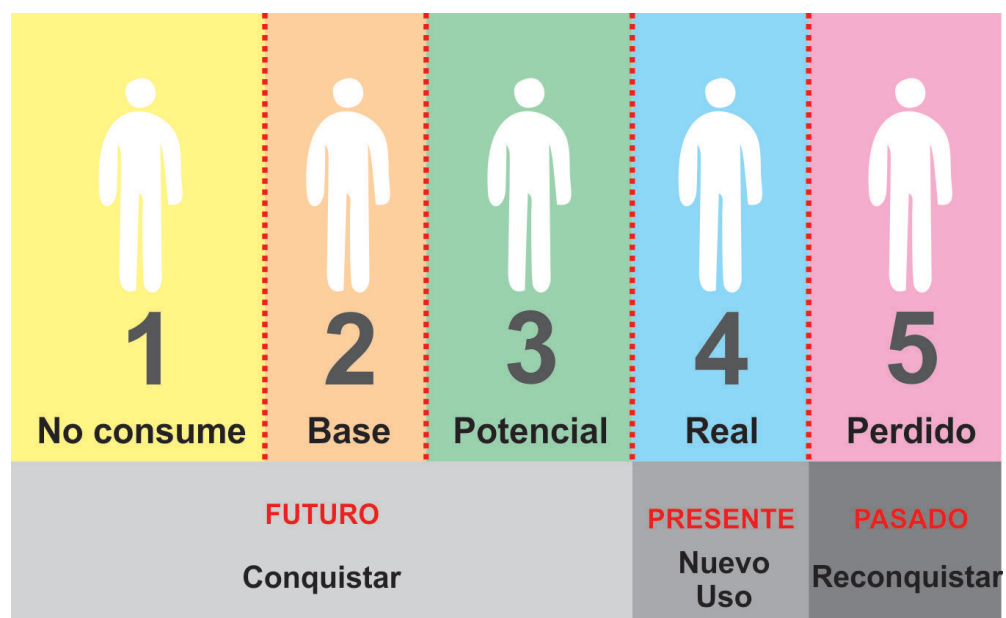 1 2 3 4 5
No consume Base Potencial Real Perdido
FUTURO PRESENTE PASADO
Conquistar Nuevo Uso Reconquistar